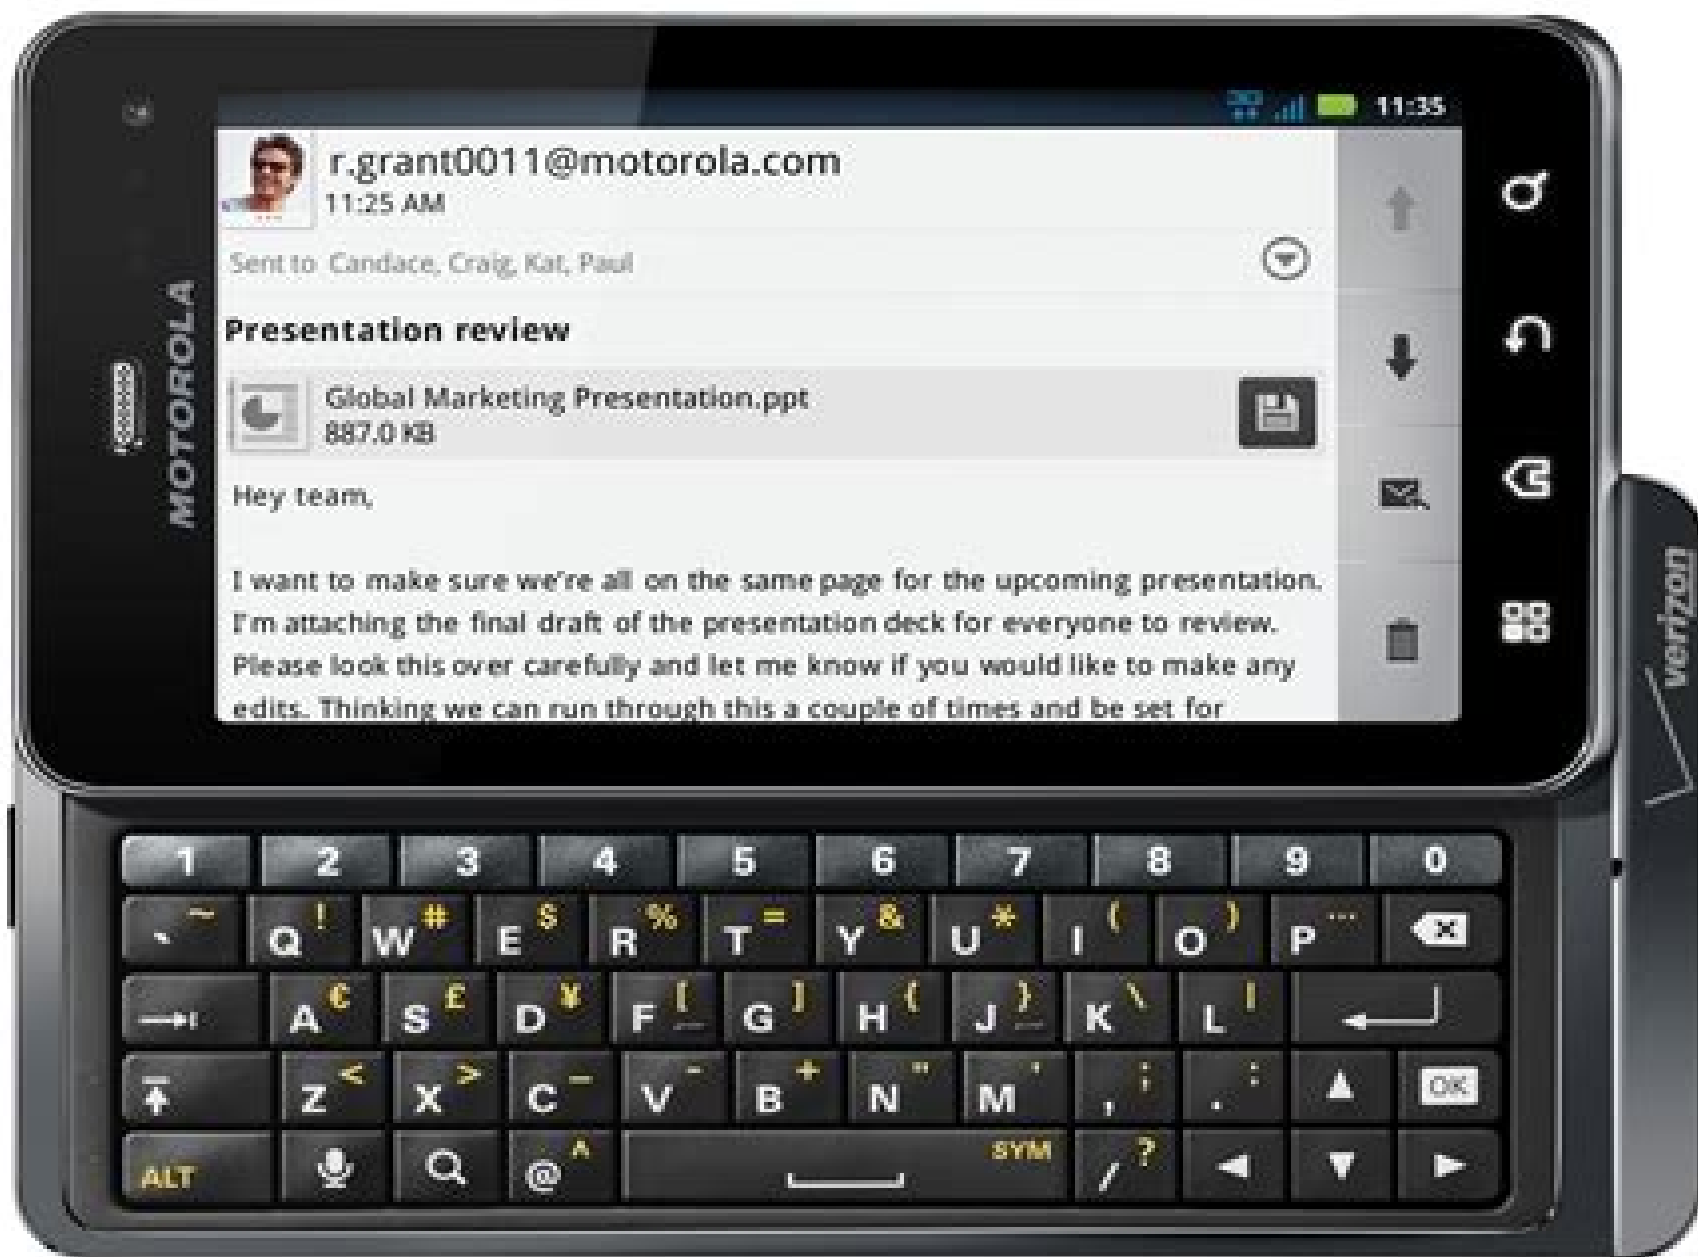 11:35
r.grant0011@motorola.com
11:25 AM
Sent to Candace, Craig, Kat, Paul
Presentation review
Global Marketing Presentation.ppt
887.0 KB
Hey team,
I want to make sure we're all on the same page for the upcoming presentation.
I'm attaching the final draft of the presentation deck for everyone to review.
Please look this over carefully and let me know if you would like to make any
edits. Thinking we can run through this a couple of times and be set for
MOTOROLA
verizon
1 2 3 4 5 6 7 8 9 0
` ~ Q ! W # E $ R % T = Y & U * I ( O ) P ...
A € S £ D ¥ F [ G ] H { J } K \ L |
Z < X > C _ V - B + N " M ' , ; . : OK
ALT @ ^ SYM / ?